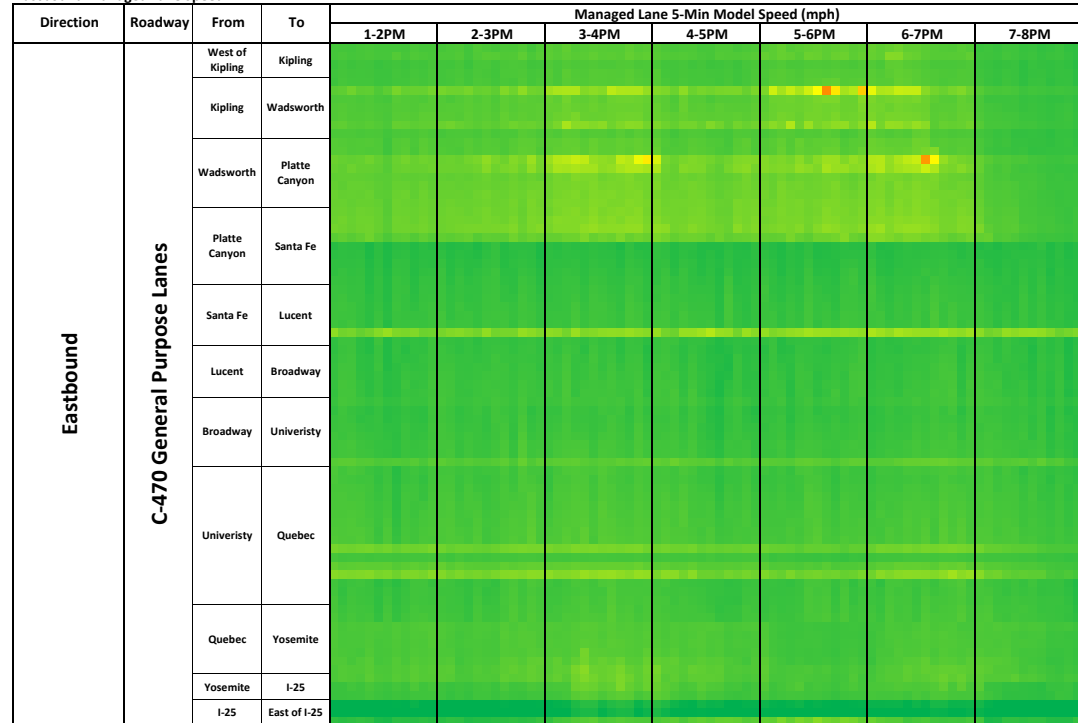 Direction Roadway From To Managed Lane 5-Min Model Speed (mph)
1-2PM 2-3PM 3-4PM 4-5PM 5-6PM 6-7PM 7-8PM
Eastbound
C-470 General Purpose Lanes
West of
Kipling
Kipling
Kipling Wadsworth
Wadsworth
Platte
Canyon
Platte
Canyon
Santa Fe
Santa Fe Lucent
Lucent Broadway
Broadway Univeristy
Univeristy Quebec
Quebec Yosemite
Yosemite I-25
I-25 East of I-25